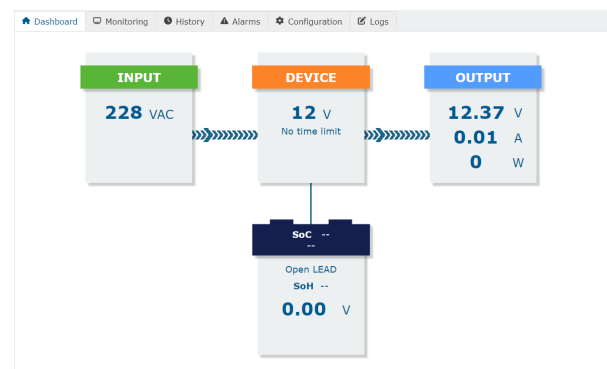 Dashboard Monitoring History Alarms Configuration Logs
INPUT
228 VAC
DEVICE
12 V
No time limit
OUTPUT
12.37 V
0.01 A
0 W
SoC --
--
Open LEAD
SoH --
0.00 V